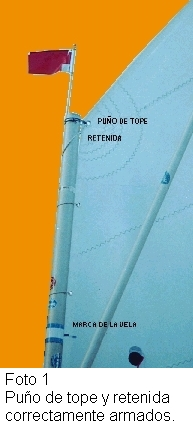 PUÑO DE TOPE
RETENIDA
MARCA DE LA VELA
Foto 1
Puño de tope y retenida
correctamente armados.